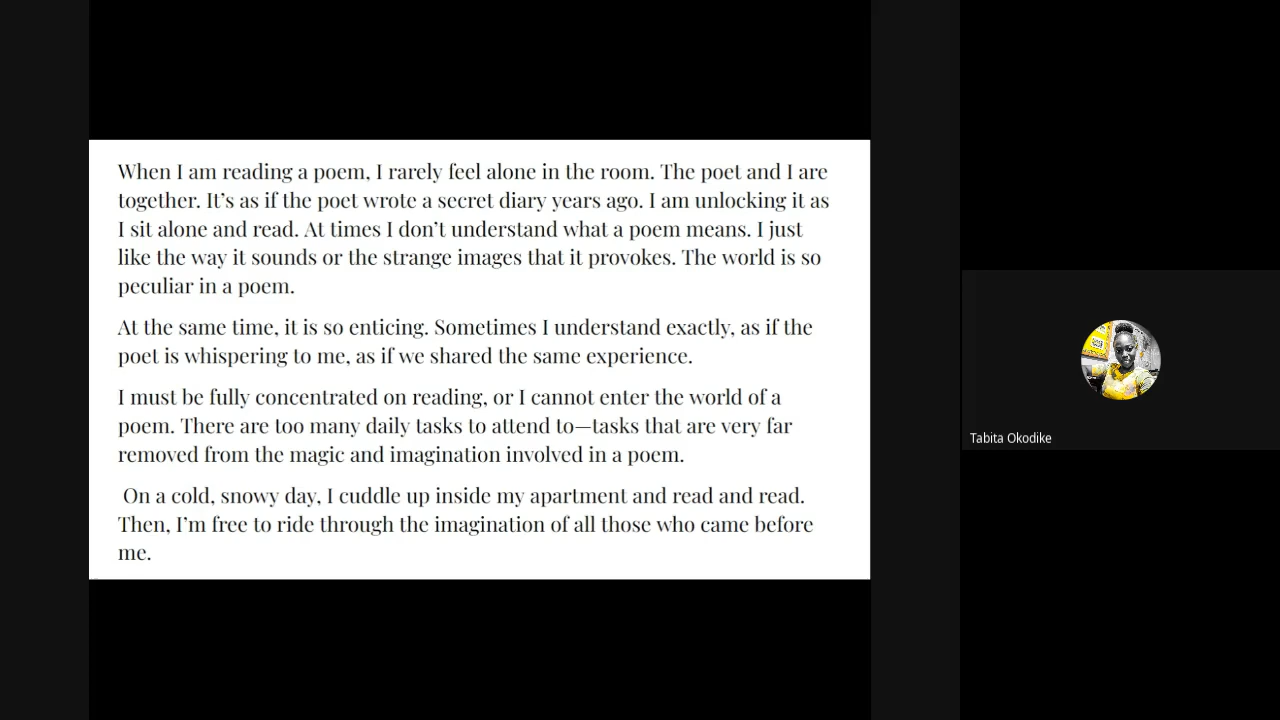 When I am reading a poem, I rarely feel alone in the room. The poet and I are
together. It’s as if the poet wrote a secret diary years ago. I am unlocking it as
I sit alone and read. At times I don’t understand what a poem means. I just
like the way it sounds or the strange images that it provokes. The world is so
peculiar in a poem.
At the same time, it is so enticing. Sometimes I understand exactly, as if the
poet is whispering to me, as if we shared the same experience.
I must be fully concentrated on reading, or I cannot enter the world of a
poem. There are too many daily tasks to attend to—tasks that are very far
removed from the magic and imagination involved in a poem.
On a cold, snowy day, I cuddle up inside my apartment and read and read.
Then, I’m free to ride through the imagination of all those who came before
me.
Tabita Okodike